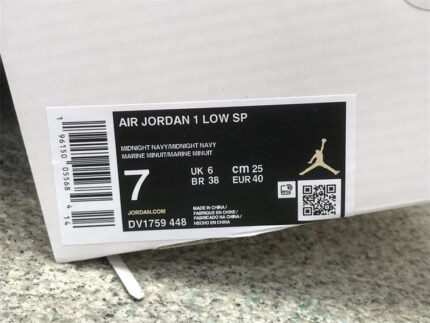 AIR JORDAN 1 LOW SP
MIDNIGHT NAVY/MIDNIGHT NAVY
MARINE MINUIT/MARINE MINUIT
7
UK 6
cm 25
BR 38
EUR 40
JORDAN.COM
DV1759 448
MADE IN CHINA /
FABRIQUÉ EN CHINE /
FABRICADO NA CHINA /
HECHO EN CHINA
1 96150 05568 4 14